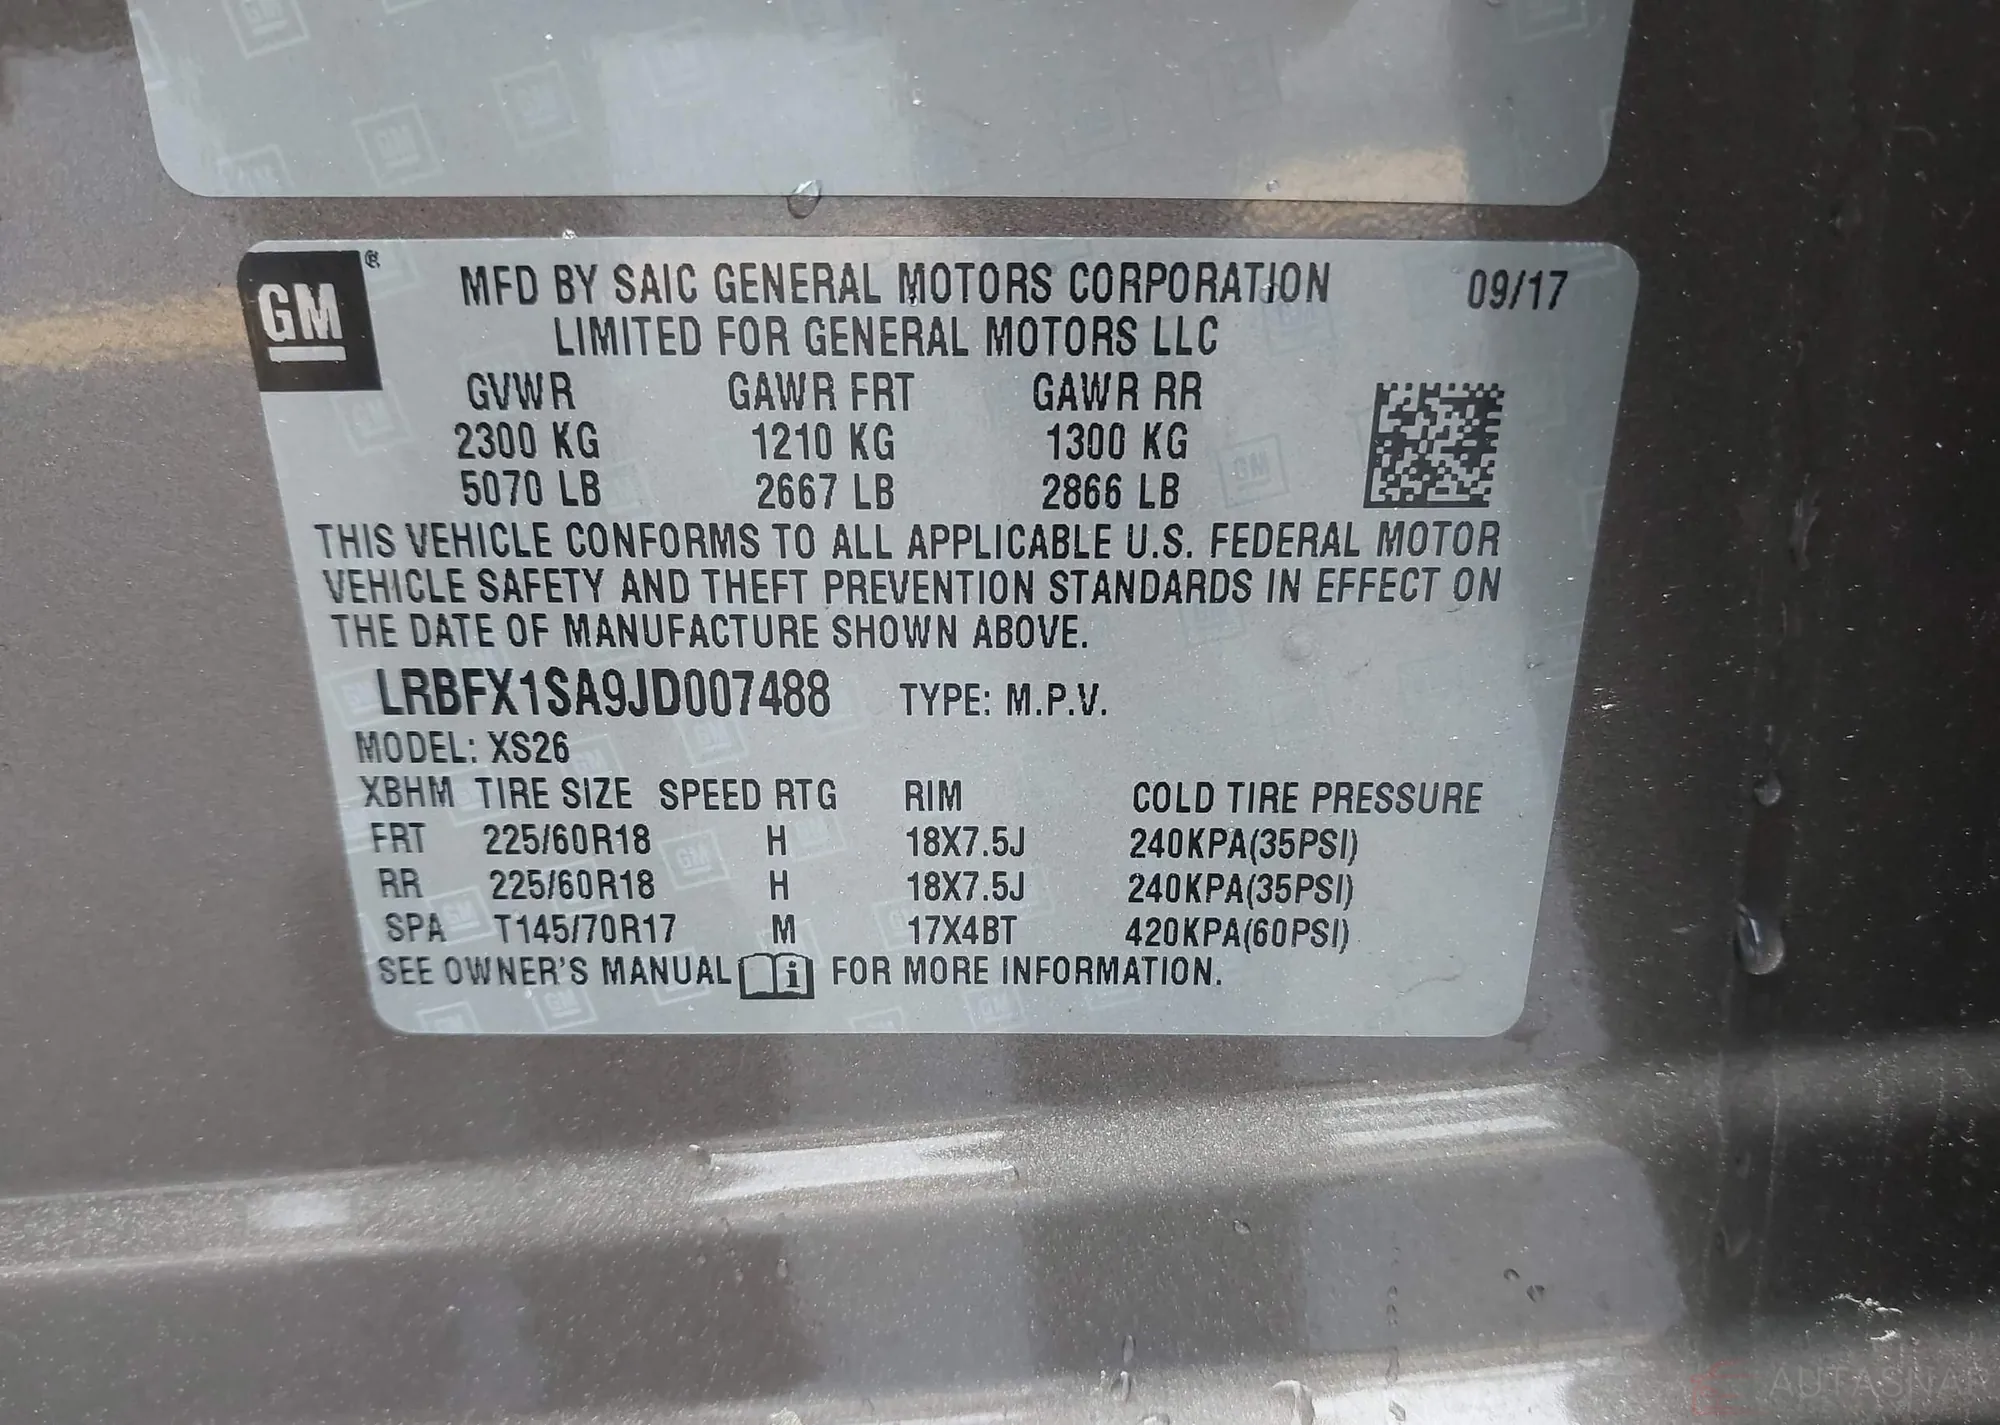 GM ®
MFD BY SAIC GENERAL MOTORS CORPORATION 09/17
LIMITED FOR GENERAL MOTORS LLC
GVWR GAWR FRT GAWR RR
2300 KG 1210 KG 1300 KG
5070 LB 2667 LB 2866 LB
THIS VEHICLE CONFORMS TO ALL APPLICABLE U.S. FEDERAL MOTOR
VEHICLE SAFETY AND THEFT PREVENTION STANDARDS IN EFFECT ON
THE DATE OF MANUFACTURE SHOWN ABOVE.
LRBFX1SA9JD007488 TYPE: M.P.V.
MODEL: XS26
XBHM TIRE SIZE SPEED RTG RIM COLD TIRE PRESSURE
FRT 225/60R18 H 18X7.5J 240KPA(35PSI)
RR 225/60R18 H 18X7.5J 240KPA(35PSI)
SPA T145/70R17 M 17X4BT 420KPA(60PSI)
SEE OWNER'S MANUAL i FOR MORE INFORMATION.
AUTASNAR